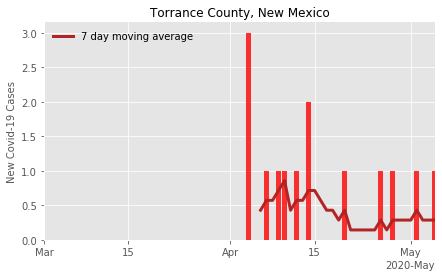 Torrance County, New Mexico
7 day moving average
New Covid-19 Cases
3.0
2.5
2.0
1.5
1.0
0.5
0.0
Mar 15 Apr 15 May
2020-May